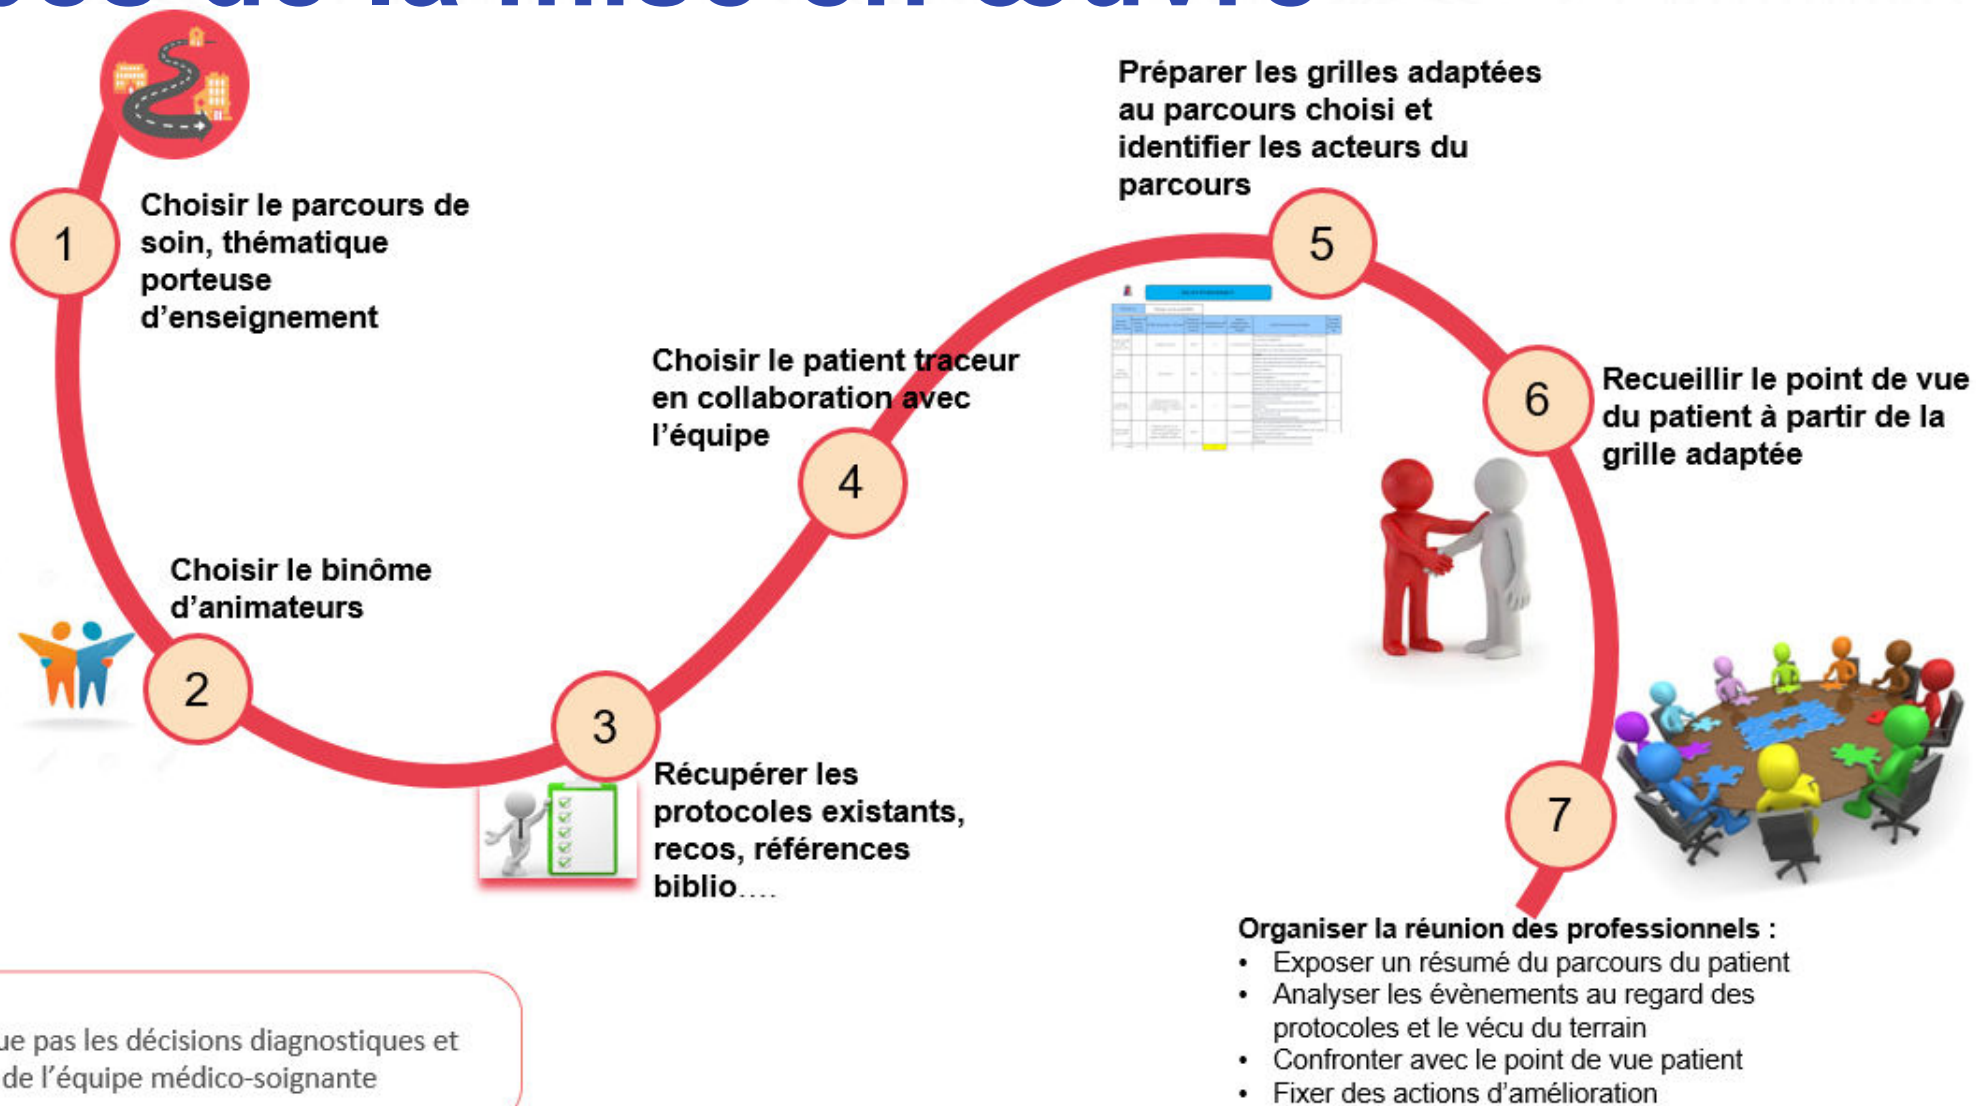 de la mise en œuvre
1
Choisir le parcours de
soin, thématique
porteuse
d’enseignement
2
Choisir le binôme
d’animateurs
3
Récupérer les
protocoles existants,
recos, références
biblio….
4
Choisir le patient traceur
en collaboration avec
l’équipe
5
Préparer les grilles adaptées
au parcours choisi et
identifier les acteurs du
parcours
6
Recueillir le point de vue
du patient à partir de la
grille adaptée
7
Organiser la réunion des professionnels :
• Exposer un résumé du parcours du patient
• Analyser les évènements au regard des
protocoles et le vécu du terrain
• Confronter avec le point de vue patient
• Fixer des actions d’amélioration
ue pas les décisions diagnostiques et
de l’équipe médico-soignante